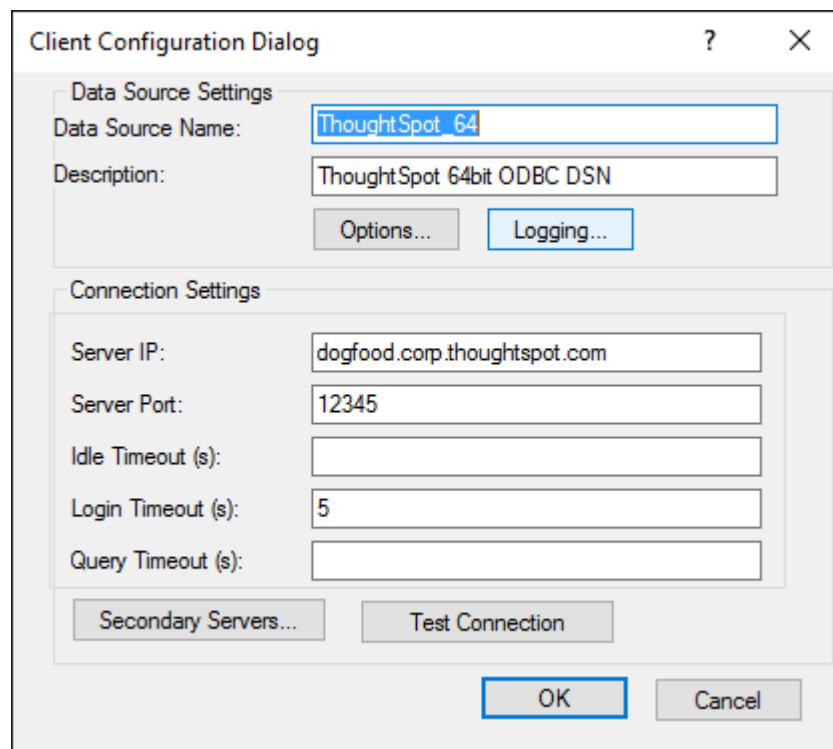 Client Configuration Dialog ? ×
Data Source Settings
Data Source Name: ThoughtSpot_64
Description: ThoughtSpot 64bit ODBC DSN
Options... Logging...
Connection Settings
Server IP: dogfood.corp.thoughtspot.com
Server Port: 12345
Idle Timeout (s):
Login Timeout (s): 5
Query Timeout (s):
Secondary Servers... Test Connection
OK Cancel